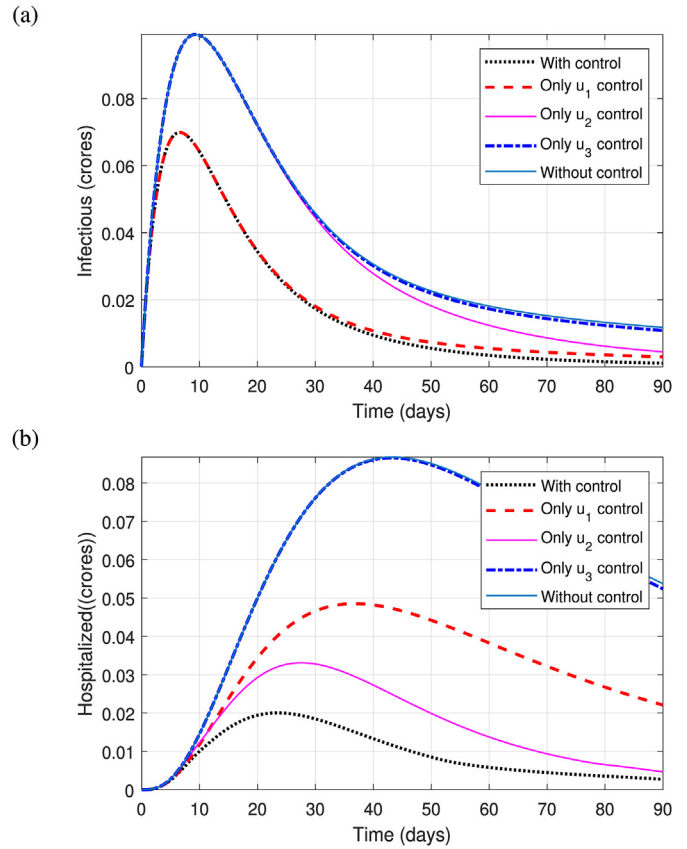 (a)
Infectious (crores)
0.08
0.06
0.04
0.02
0
With control
Only u1 control
Only u2 control
Only u3 control
Without control
0 10 20 30 40 50 60 70 80 90
Time (days)
(b)
Hospitalized((crores))
0.08
0.07
0.06
0.05
0.04
0.03
0.02
0.01
0
With control
Only u1 control
Only u2 control
Only u3 control
Without control
0 10 20 30 40 50 60 70 80 90
Time (days)